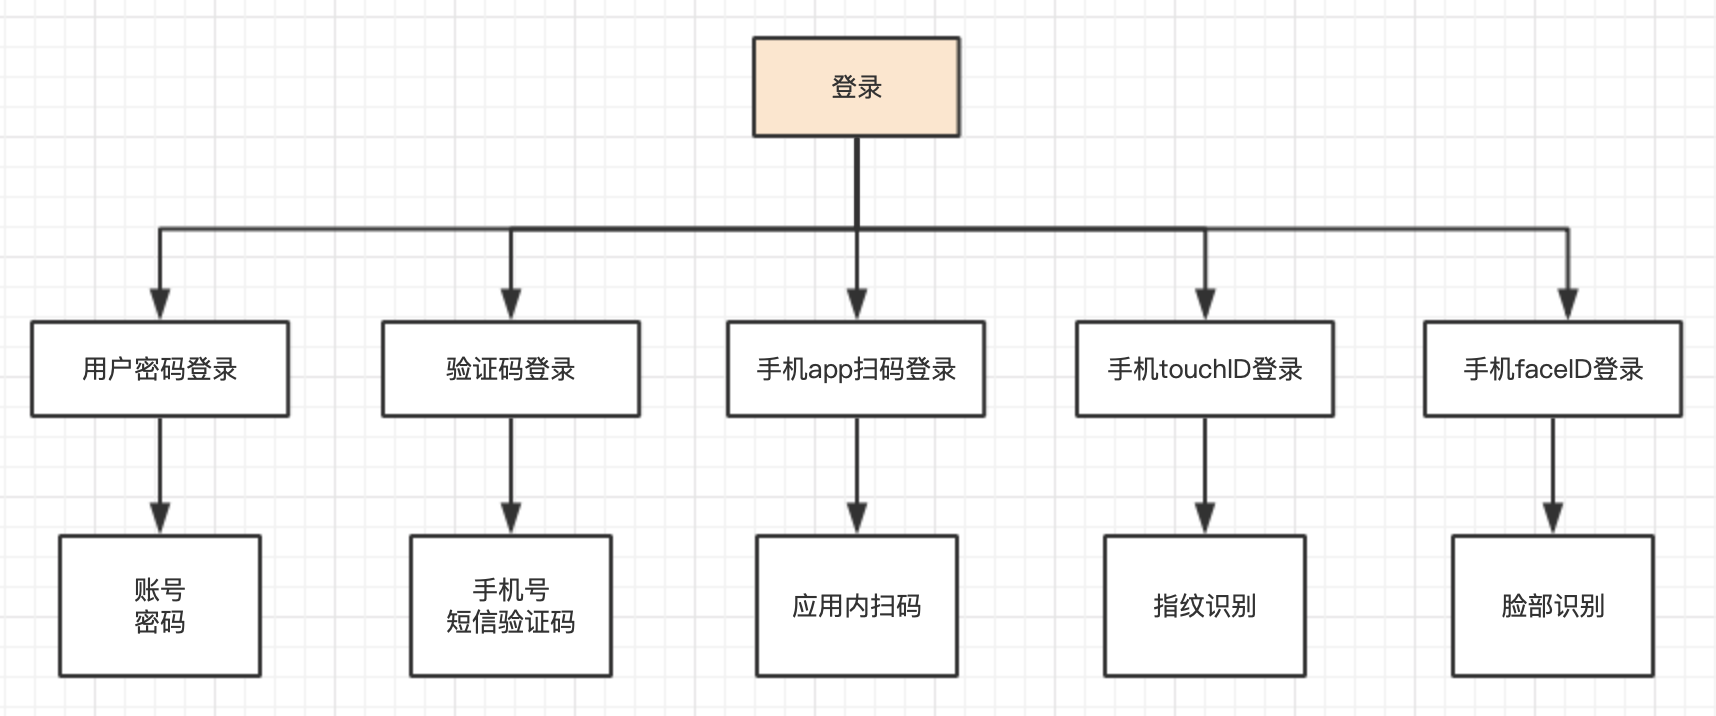 登录
用户密码登录
验证码登录
手机app扫码登录
手机touchID登录
手机faceID登录
账号
密码
手机号
短信验证码
应用内扫码
指纹识别
脸部识别